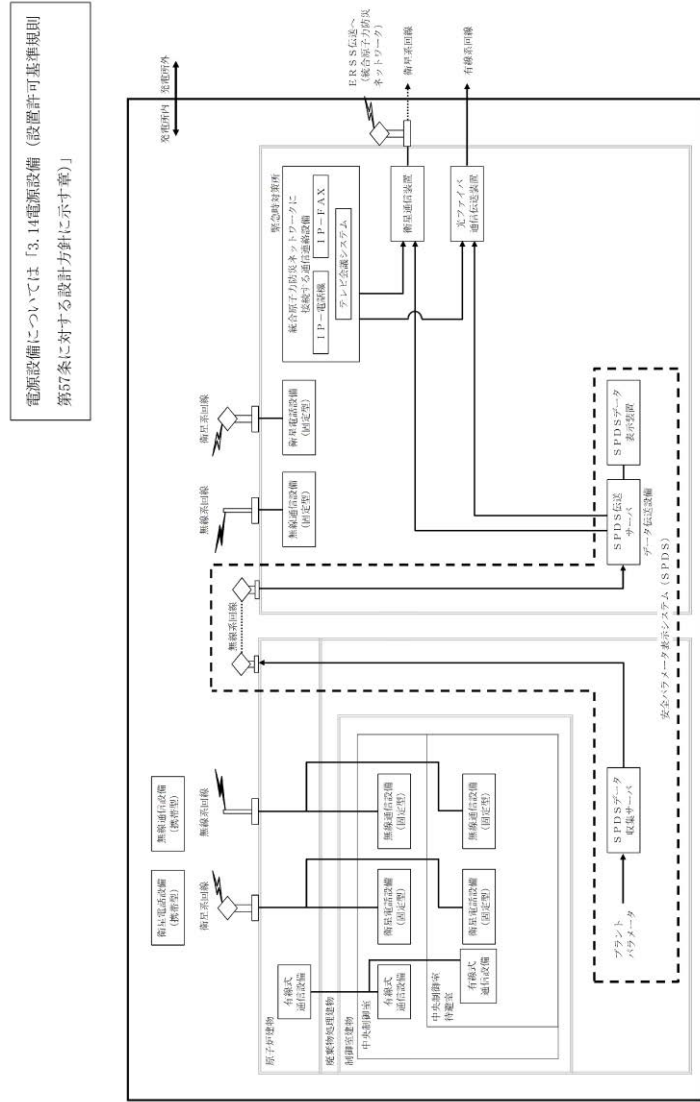 電源設備については「3.14電源設備（設置許可基準規則
第57条に対する設計方針に示す章）」
発電所内
発電所外
ERSS伝送へ
（統合原子力防災
ネットワーク）
衛星系回線
有線系回線
緊急時対策所
統合原子力防災ネットワークに
接続する通信連絡設備
IP－電話機
IP－FAX
テレビ会議システム
衛星通信装置
光ファイバ
通信伝送装置
衛星系回線
衛星電話設備
（固定型）
無線系回線
無線通信設備
（固定型）
無線系回線
SPDSデータ
表示装置
SPDS伝送
サーバ
データ伝送設備
安全パラメータ表示システム（SPDS）
無線通信設備
（携帯型）
無線系回線
衛星電話設備
（携帯型）
衛星系回線
原子炉建物
有線式
通信設備
廃棄物処理建物
制御室建物
中央制御室
無線通信設備
（固定型）
衛星電話設備
（固定型）
有線式
通信設備
中央制御室
待避室
無線通信設備
（固定型）
衛星電話設備
（固定型）
有線式
通信設備
プラント
パラメータ
SPDSデータ
収集サーバ